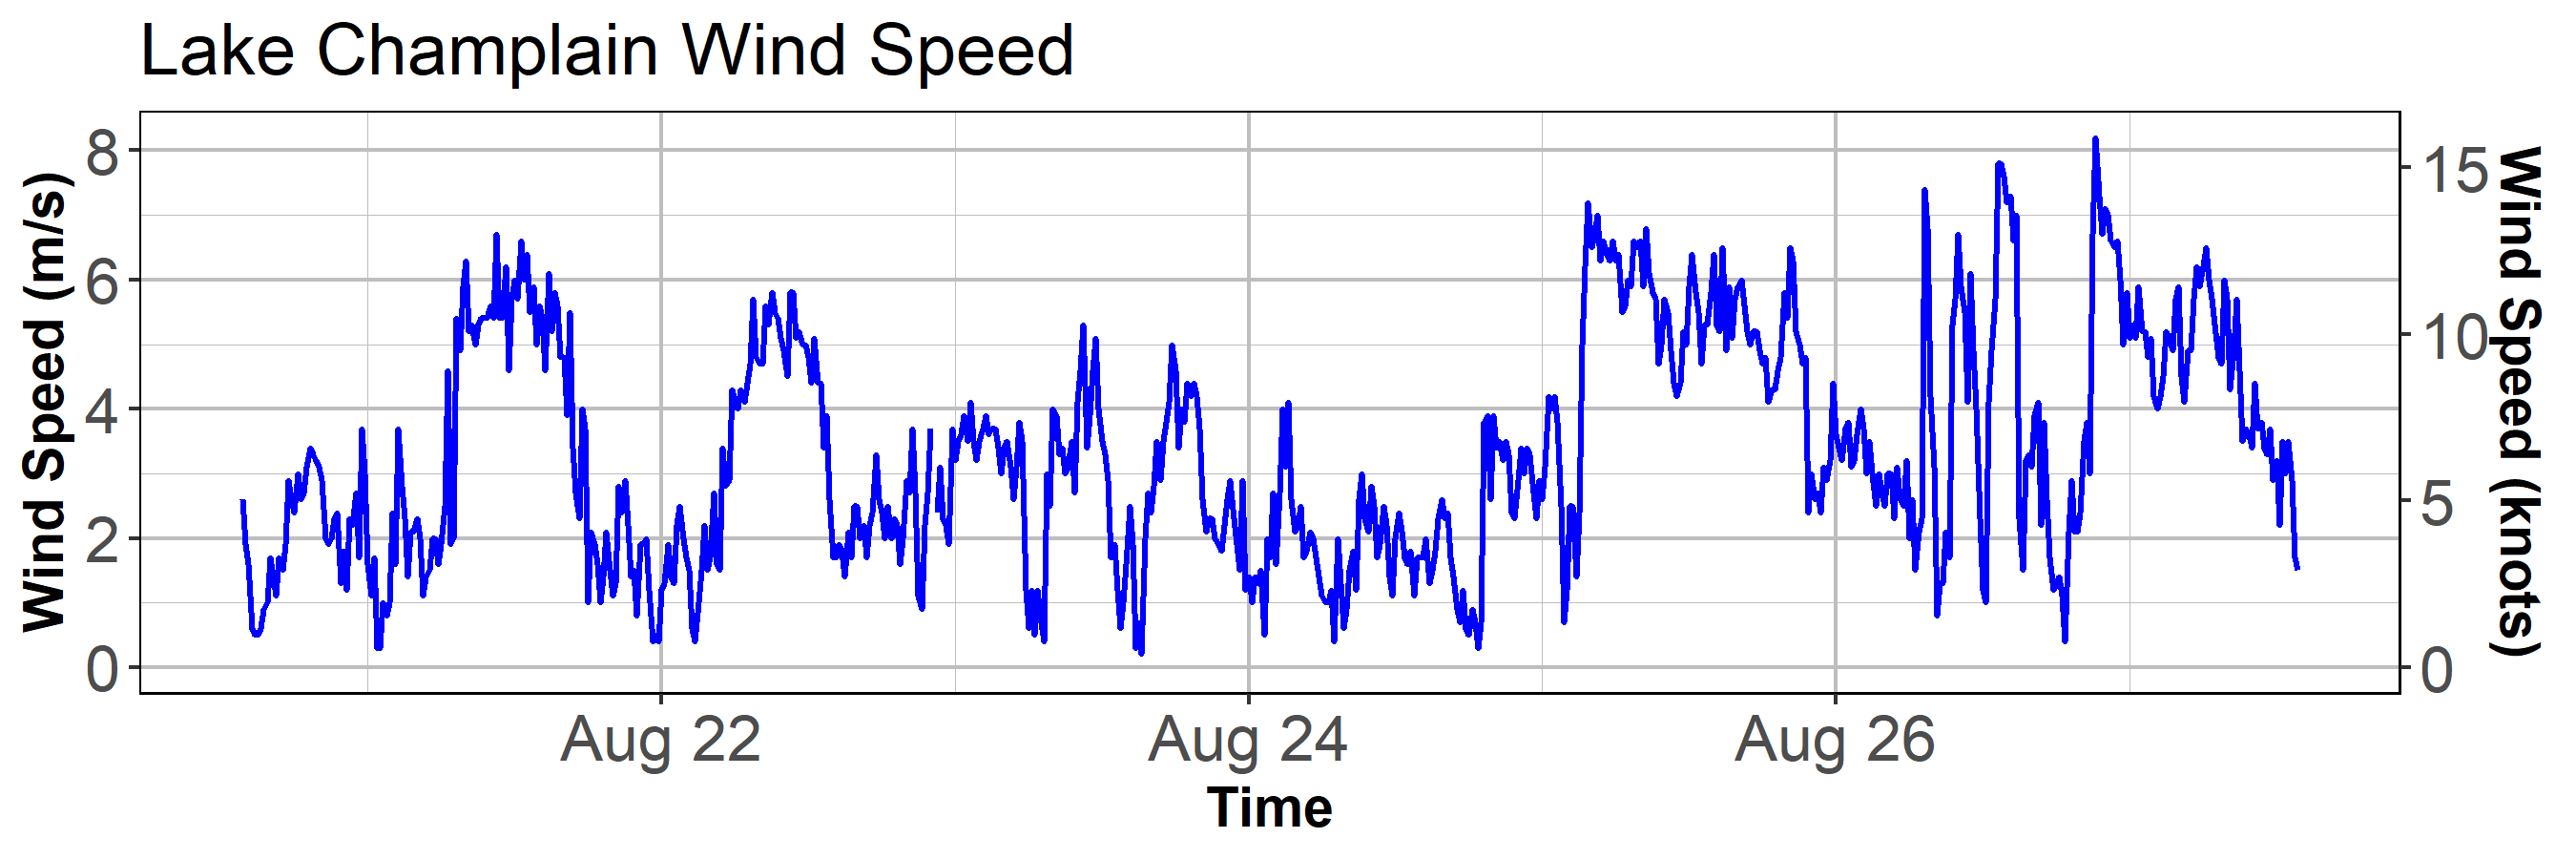 Lake Champlain Wind Speed
Wind Speed (m/s)
8
6
4
2
0
15
10
5
0
Wind Speed (knots)
Aug 22
Aug 24
Aug 26
Time